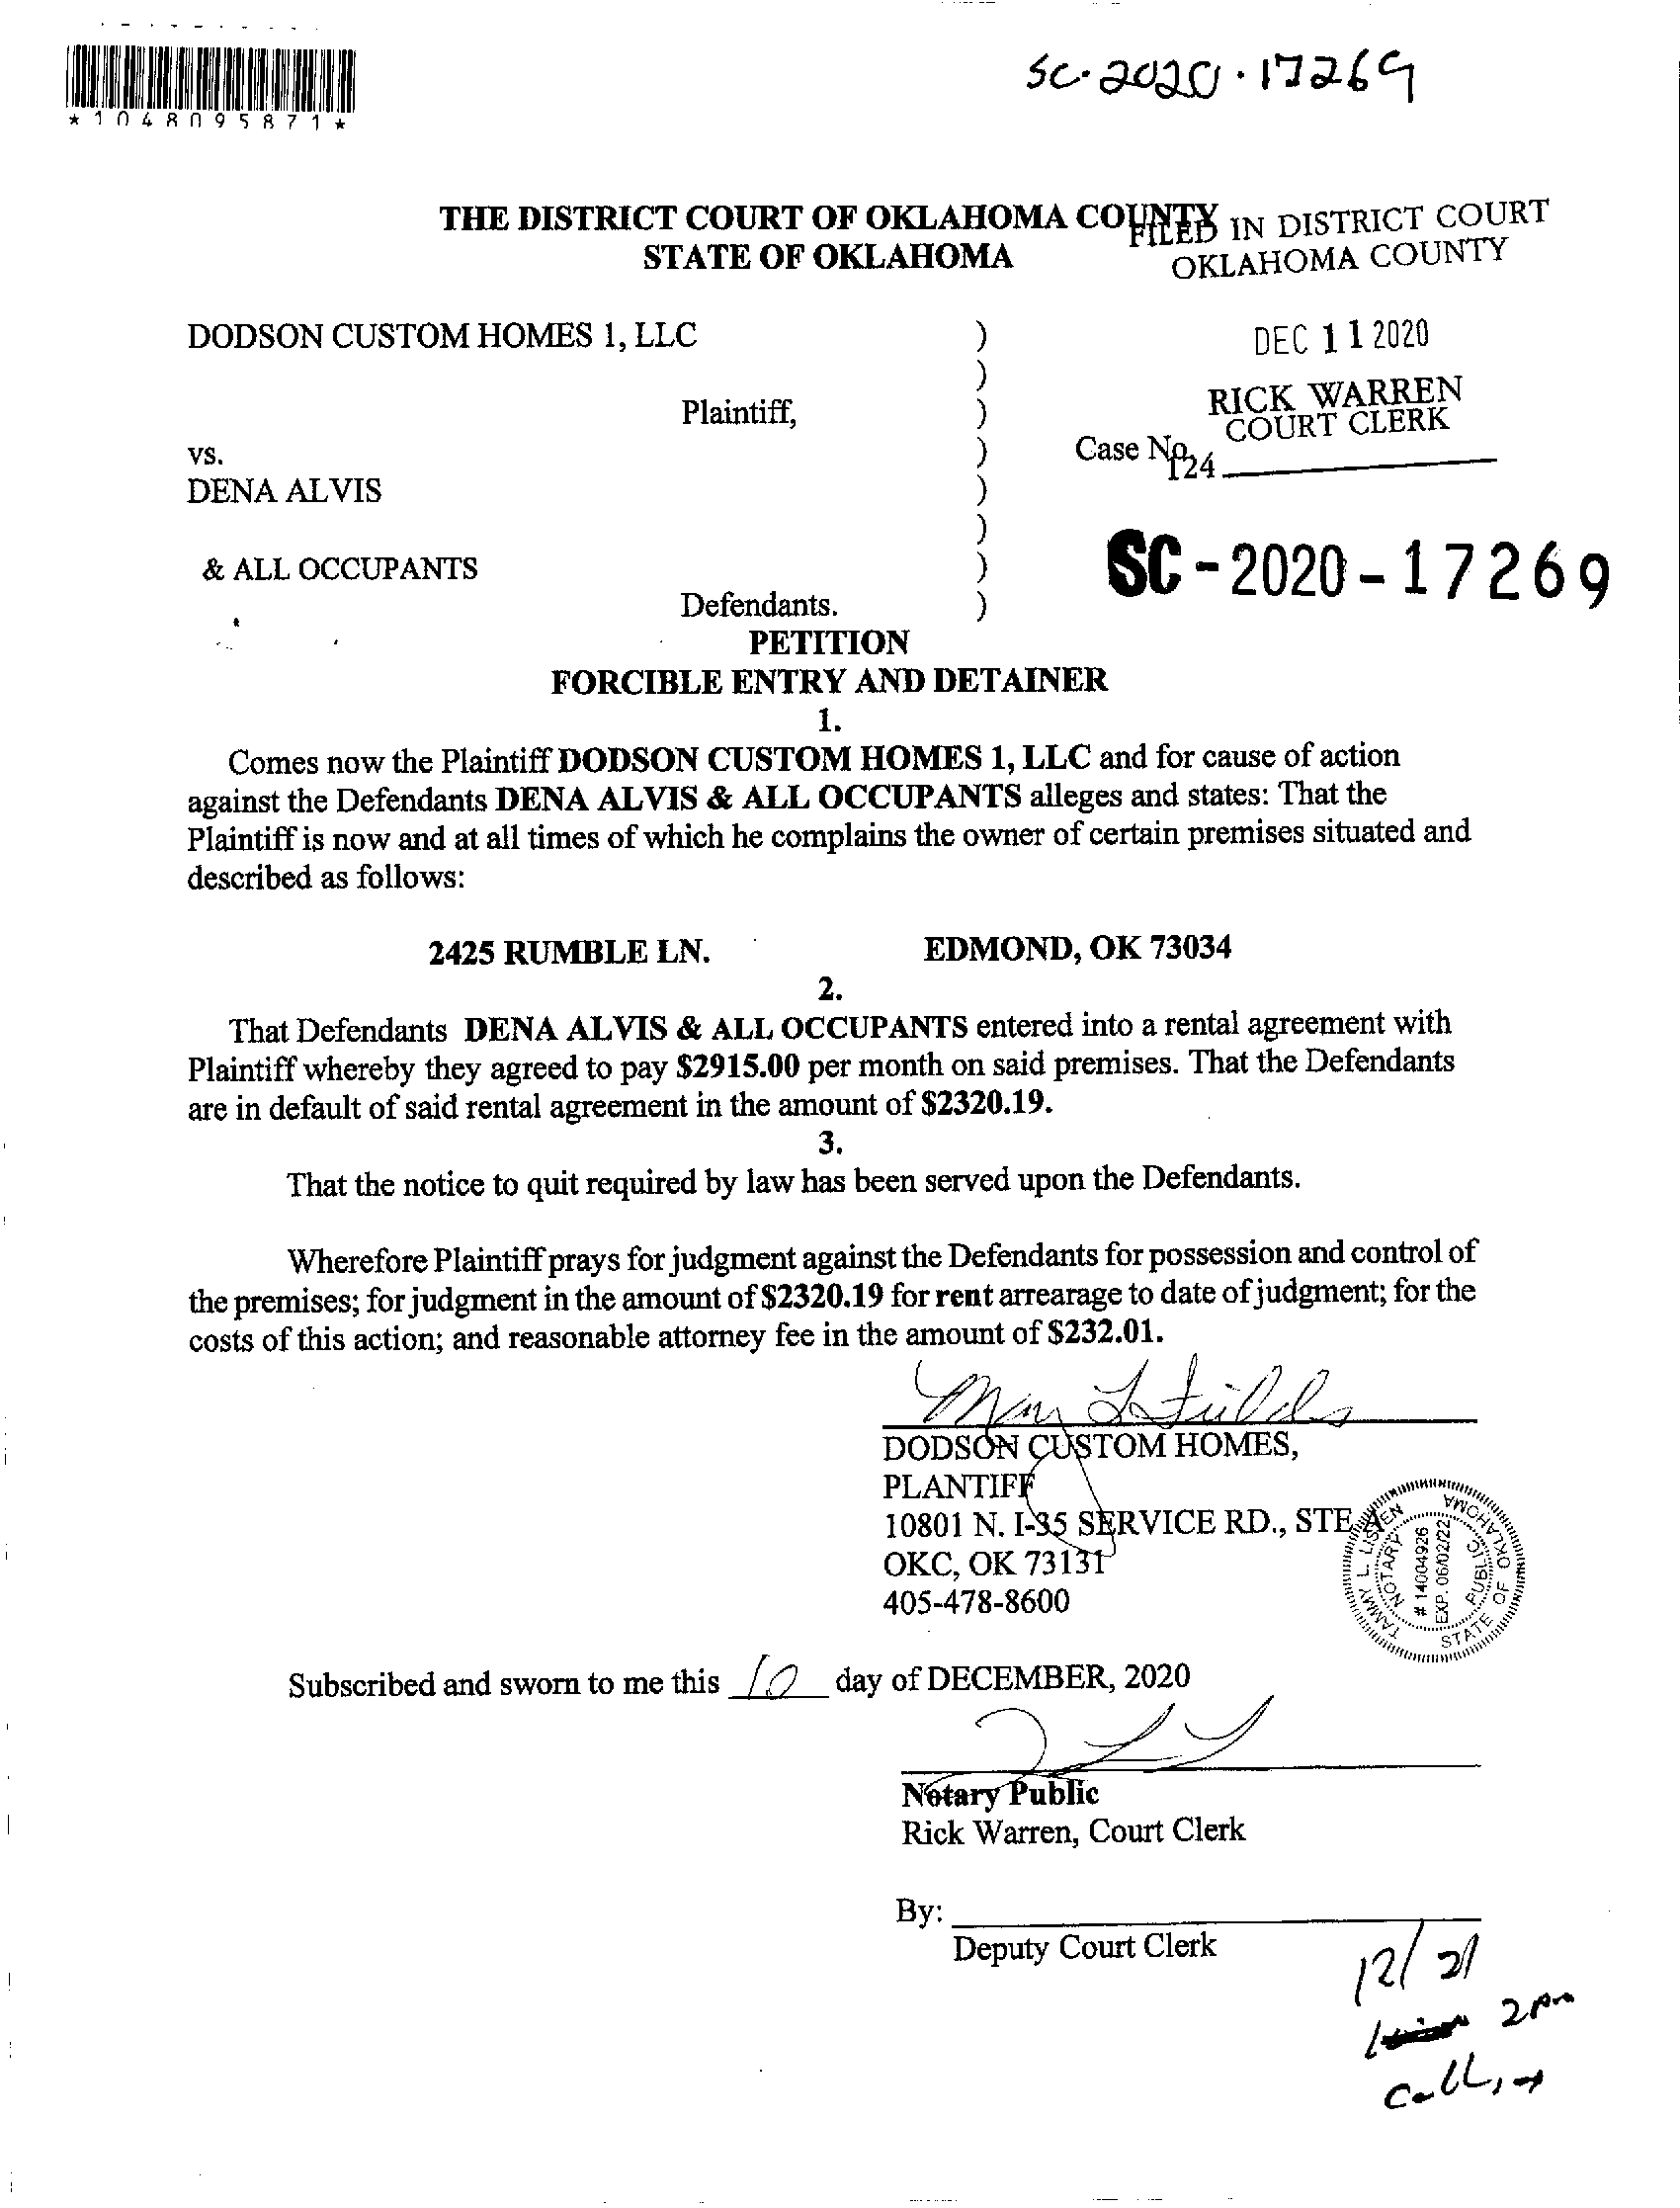 SC-2020-17269
*1048095871*
THE DISTRICT COURT OF OKLAHOMA COUNTY
STATE OF OKLAHOMA
FILED IN DISTRICT COURT
OKLAHOMA COUNTY
DEC 11 2020
RICK WARREN
COURT CLERK
124
DODSON CUSTOM HOMES 1, LLC )
)
Plaintiff, )
vs. ) Case No.
DENA ALVIS )
)
& ALL OCCUPANTS )
Defendants. )
SC-2020-17269
PETITION
FORCIBLE ENTRY AND DETAINER
1.
Comes now the Plaintiff DODSON CUSTOM HOMES 1, LLC and for cause of action
against the Defendants DENA ALVIS & ALL OCCUPANTS alleges and states: That the
Plaintiff is now and at all times of which he complains the owner of certain premises situated and
described as follows:
2425 RUMBLE LN. EDMOND, OK 73034
2.
That Defendants DENA ALVIS & ALL OCCUPANTS entered into a rental agreement with
Plaintiff whereby they agreed to pay $2915.00 per month on said premises. That the Defendants
are in default of said rental agreement in the amount of $2320.19.
3.
That the notice to quit required by law has been served upon the Defendants.
Wherefore Plaintiff prays for judgment against the Defendants for possession and control of
the premises; for judgment in the amount of $2320.19 for rent arrearage to date of judgment; for the
costs of this action; and reasonable attorney fee in the amount of $232.01.
DODSON CUSTOM HOMES,
PLANTIFF
10801 N. I-35 SERVICE RD., STE A
OKC, OK 73131
405-478-8600
TAMMY L. LISTEN
NOTARY PUBLIC
# 14004926
EXP. 06/02/22
STATE OF OKLAHOMA
Subscribed and sworn to me this 10 day of DECEMBER, 2020
Notary Public
Rick Warren, Court Clerk
By:
Deputy Court Clerk
12/21
2pm